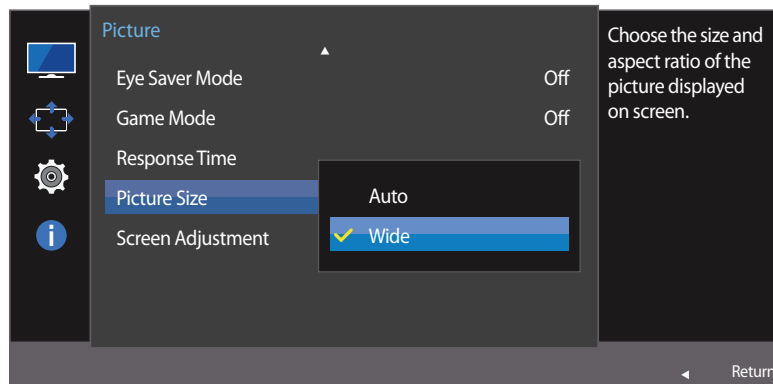 Picture
Eye Saver Mode Off
Game Mode Off
Response Time
Picture Size
Auto
Screen Adjustment
Wide
Choose the size and
aspect ratio of the
picture displayed
on screen.
Return